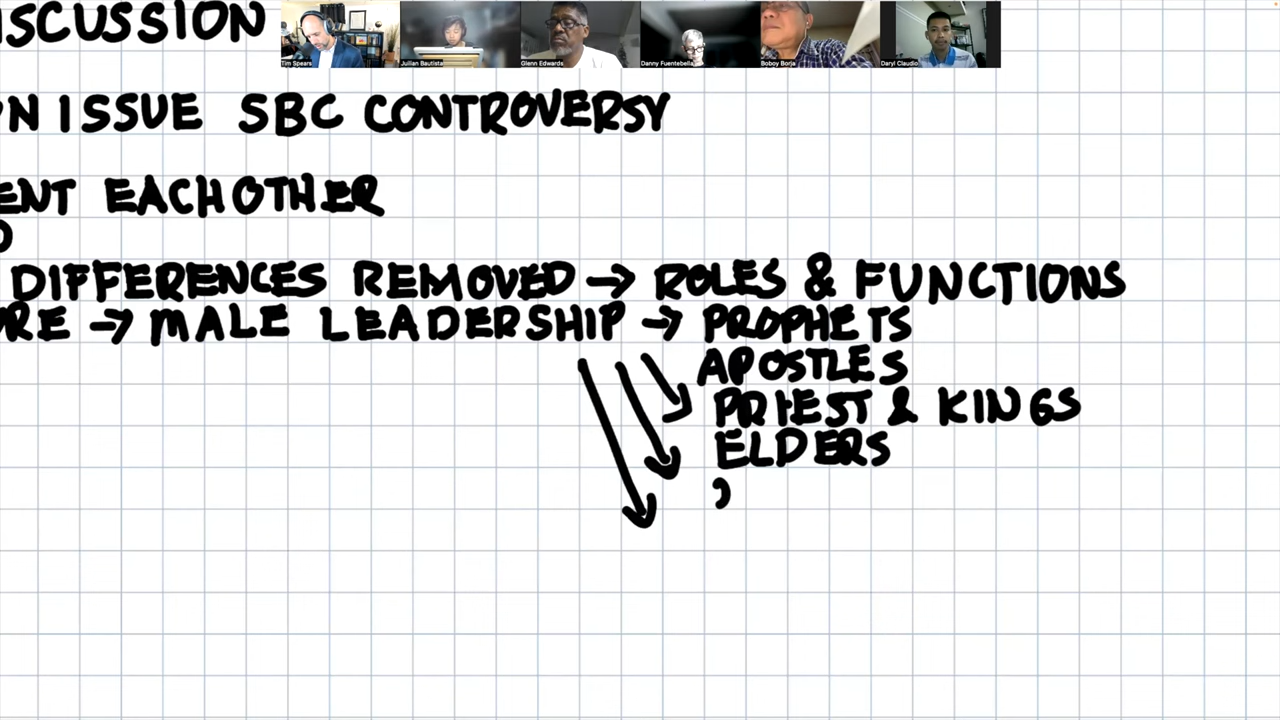 ISCUSSION
Tim Spears
Julian Bautista
Glenn Edwards
Danny Fuentebella
Boboy Borja
Daryl Claudio
N ISSUE SBC CONTROVERSY
ENT EACHOTHER
DIFFERENCES REMOVED → ROLES & FUNCTIONS
RE → MALE LEADERSHIP → PROPHETS
APOSTLES
PRIEST & KINGS
ELDERS